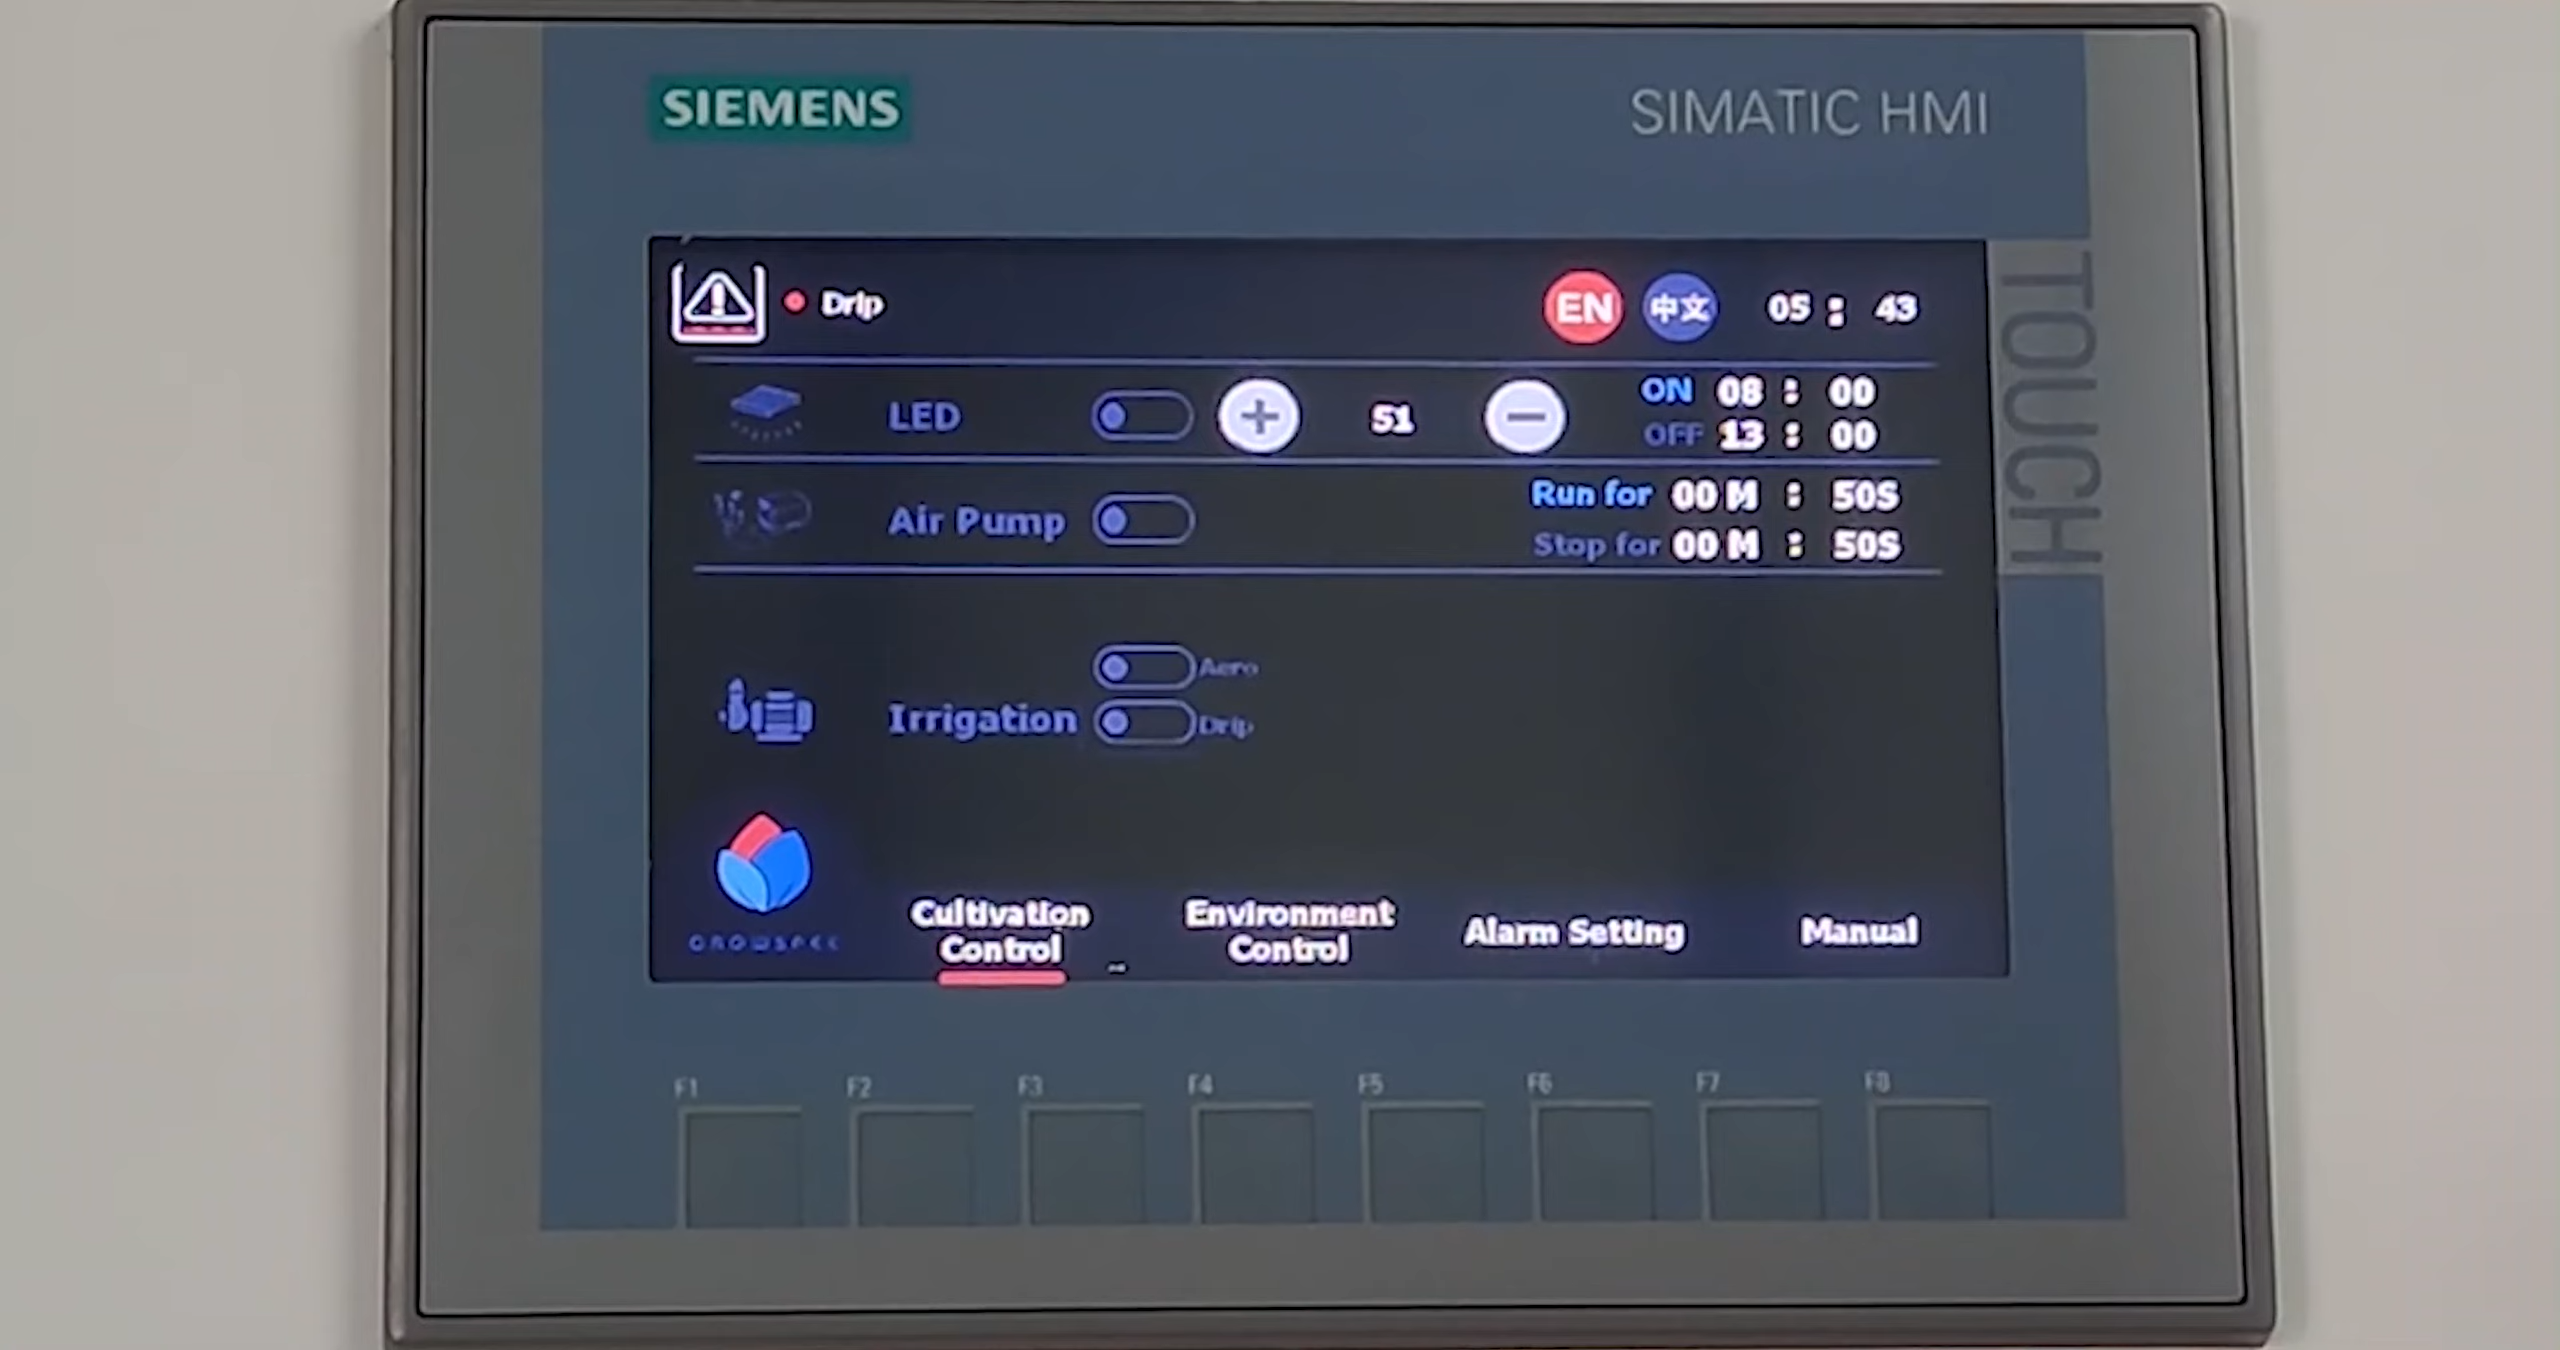 SIEMENS
SIMATIC HMI
TOUCH
Drip
EN 中文 05 : 43
LED + 51 − ON 08 : 00
OFF 13 : 00
Air Pump Run for 00 M : 50S
Stop for 00 M : 50S
Aero
Irrigation Drip
GROWSPEC
Cultivation Control
Environment Control
Alarm Setting
Manual
F1 F2 F3 F4 F5 F6 F7 F8